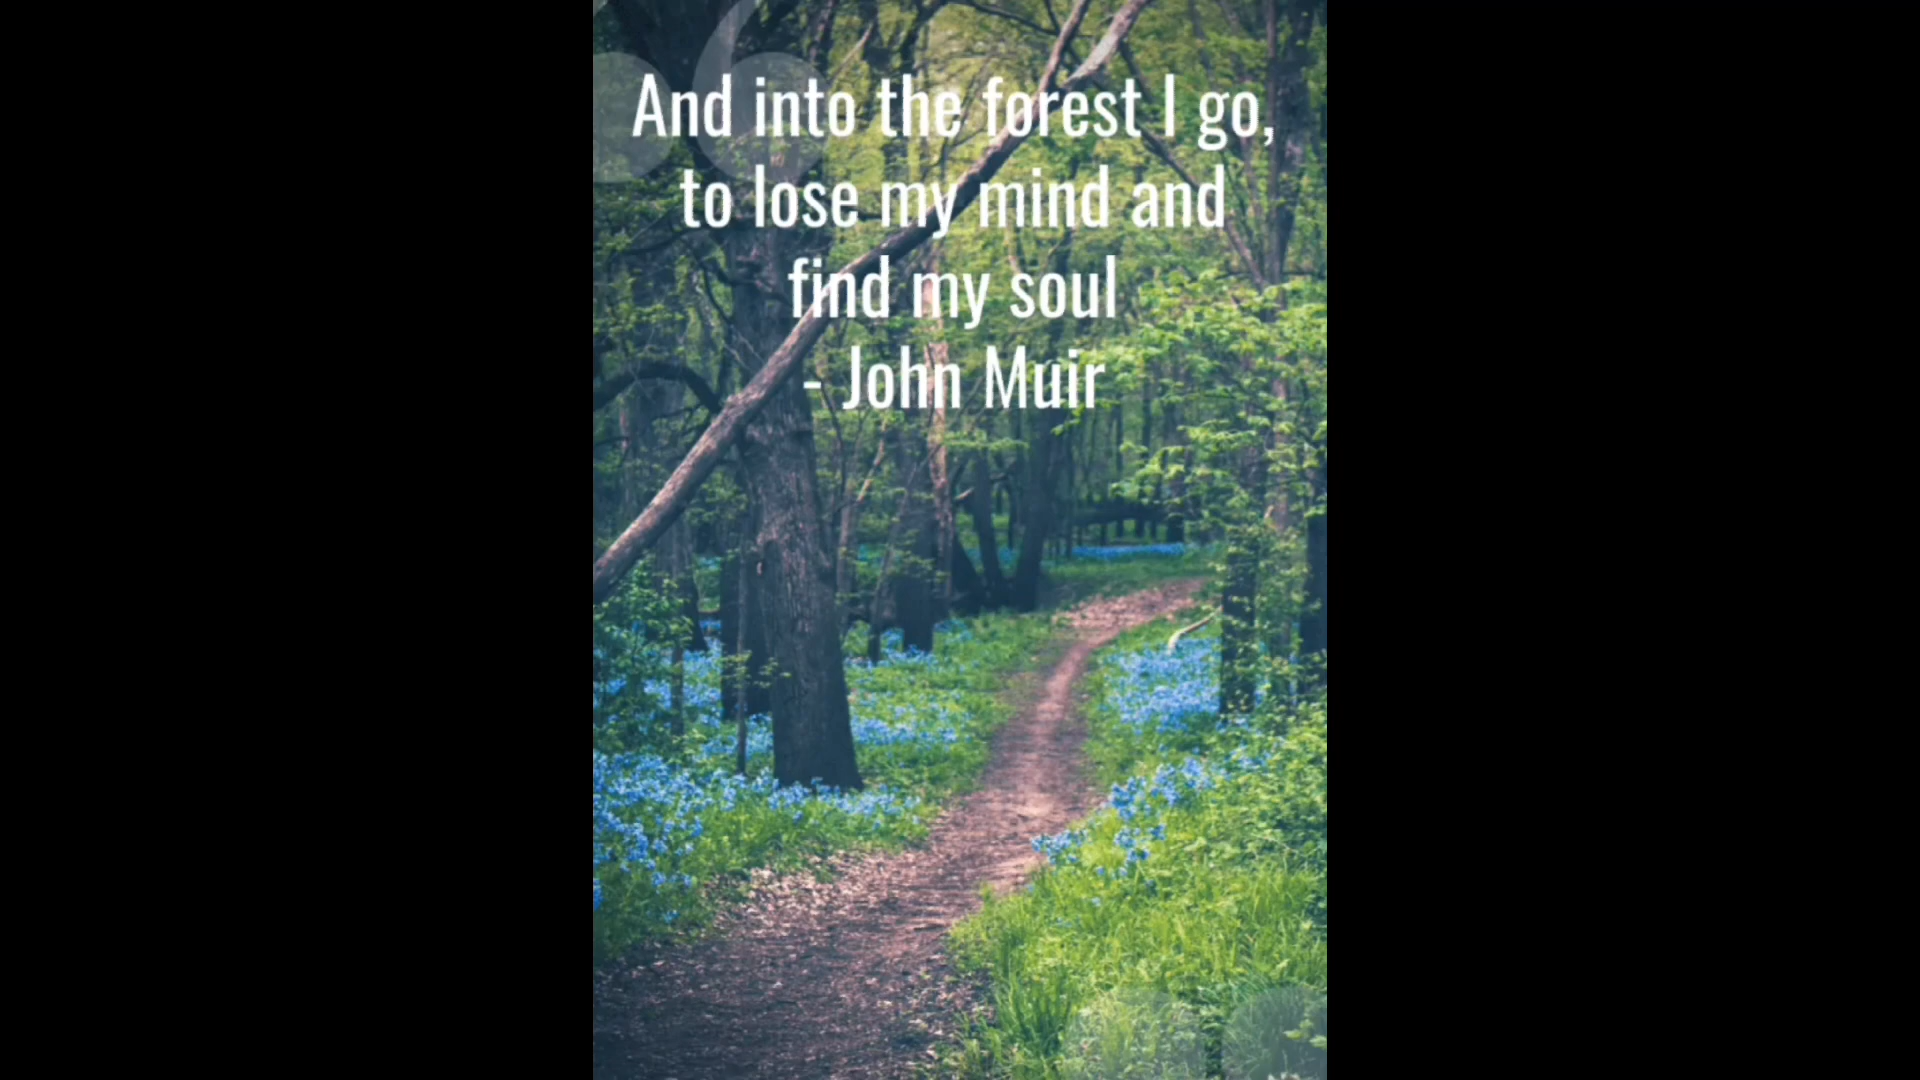 And into the forest I go,
to lose my mind and
find my soul
- John Muir